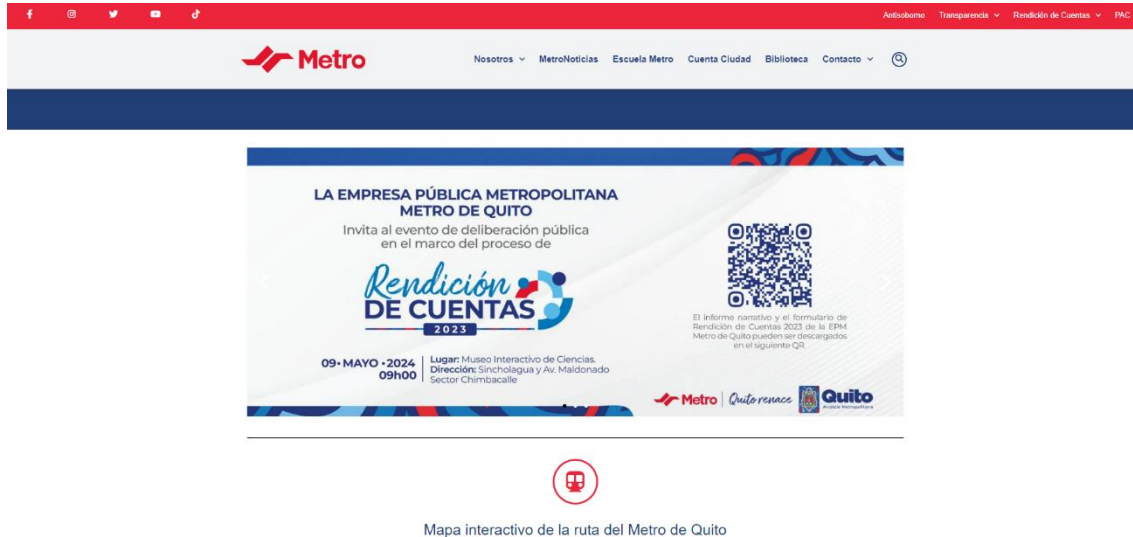 Antisoborno Transparencia Rendición de Cuentas PAC
Metro
Nosotros MetroNoticias Escuela Metro Cuenta Ciudad Biblioteca Contacto
LA EMPRESA PÚBLICA METROPOLITANA
METRO DE QUITO
Invita al evento de deliberación pública
en el marco del proceso de
Rendición
DE CUENTAS
2023
09•MAYO•2024
09h00
Lugar: Museo Interactivo de Ciencias.
Dirección: Sincholagua y Av. Maldonado
Sector Chimbacalle
El informe narrativo y el formulario de
Rendición de Cuentas 2023 de la EPM
Metro de Quito pueden ser descargados
en el siguiente QR.
Metro Quito renace Quito
Alcaldía Metropolitana
Mapa interactivo de la ruta del Metro de Quito